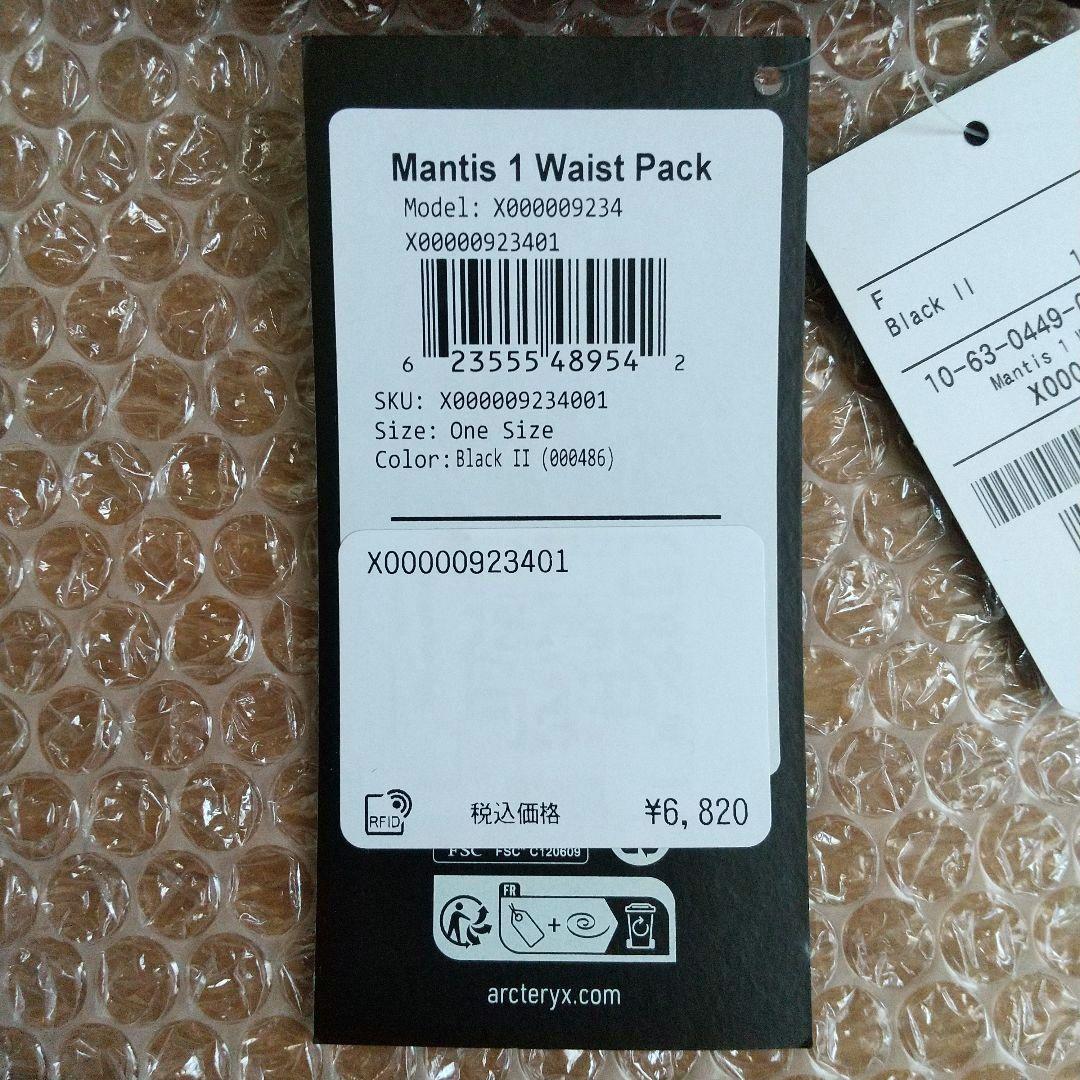 Mantis 1 Waist Pack
Model: X000009234
X00000923401
6 23555 48954 2
SKU: X000009234001
Size: One Size
Color: Black II (000486)
X00000923401
RFID
税込価格
¥6,820
FSC FSC® C120609
FR
+
arcteryx.com
F
Black II
10-63-0449-
Mantis 1
X000